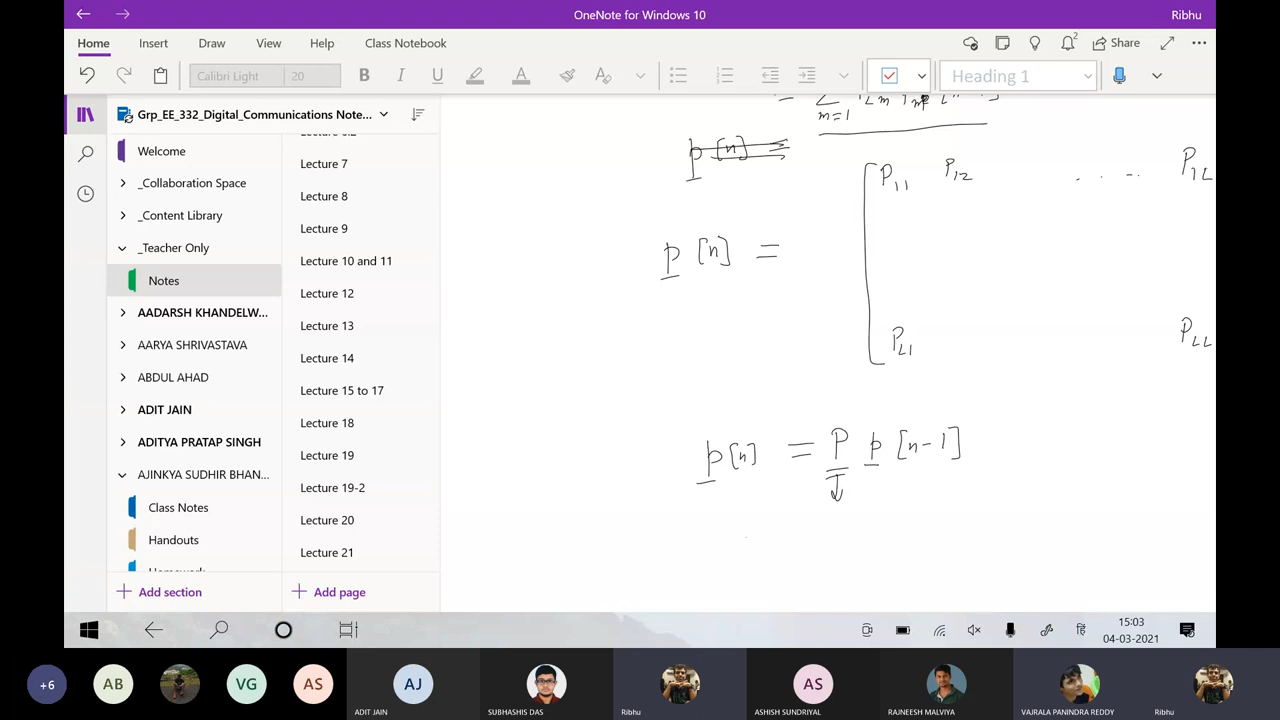 OneNote for Windows 10
Ribhu
Home Insert Draw View Help Class Notebook
2 Share
Calibri Light 20 B I U A Heading 1
Grp_EE_332_Digital_Communications Note...
Welcome
_Collaboration Space
_Content Library
_Teacher Only
Notes
AADARSH KHANDELW...
AARYA SHRIVASTAVA
ABDUL AHAD
ADIT JAIN
ADITYA PRATAP SINGH
AJINKYA SUDHIR BHAN...
Class Notes
Handouts
Homework
Add section
Lecture 7
Lecture 8
Lecture 9
Lecture 10 and 11
Lecture 12
Lecture 13
Lecture 14
Lecture 15 to 17
Lecture 18
Lecture 19
Lecture 19-2
Lecture 20
Lecture 21
Add page
m=1
p [n] =
P11 P12 . . . . . P1L
p [n] =
PL1 PLL
p[n] = P p [n-1]
15:03
04-03-2021
+6 AB VG AS AJ AS
ADIT JAIN SUBHASHIS DAS Ribhu ASHISH SUNDRIYAL RAJNEESH MALVIYA VAJRALA PANINDRA REDDY Ribhu